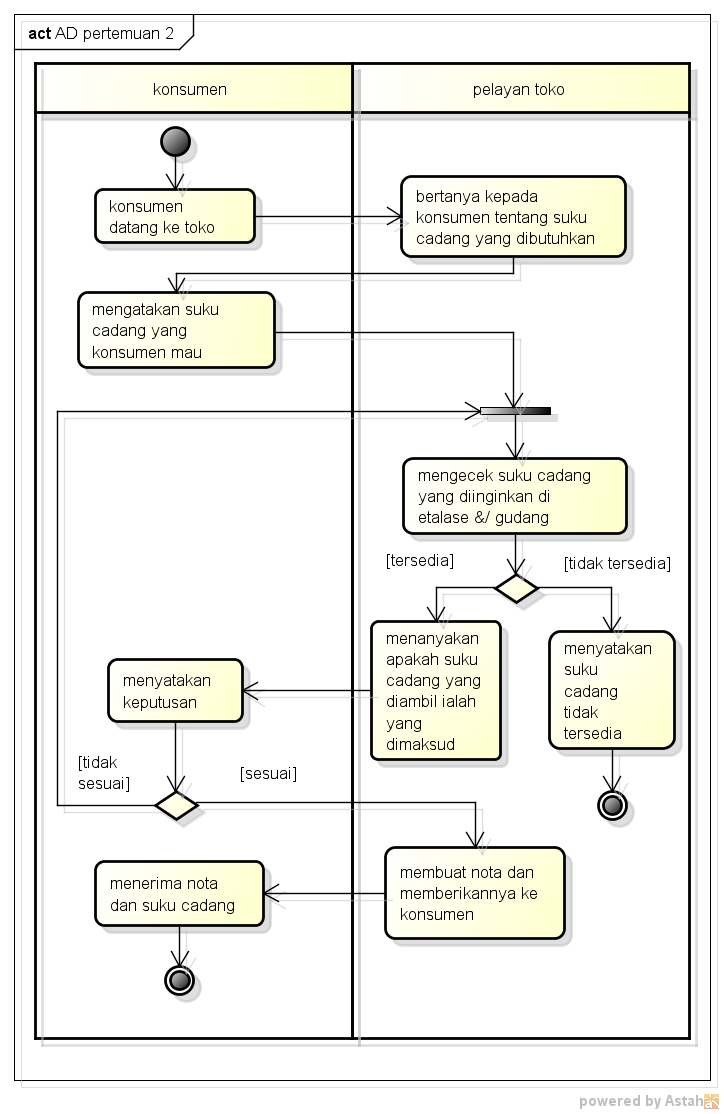 act AD pertemuan 2
konsumen
pelayan toko
konsumen
datang ke toko
bertanya kepada
konsumen tentang suku
cadang yang dibutuhkan
mengatakan suku
cadang yang
konsumen mau
mengecek suku cadang
yang diinginkan di
etalase &/ gudang
[tersedia]
[tidak tersedia]
menanyakan
apakah suku
cadang yang
diambil ialah
yang
dimaksud
menyatakan
suku
cadang
tidak
tersedia
menyatakan
keputusan
[tidak
sesuai]
[sesuai]
membuat nota dan
memberikannya ke
konsumen
menerima nota
dan suku cadang
powered by Astah